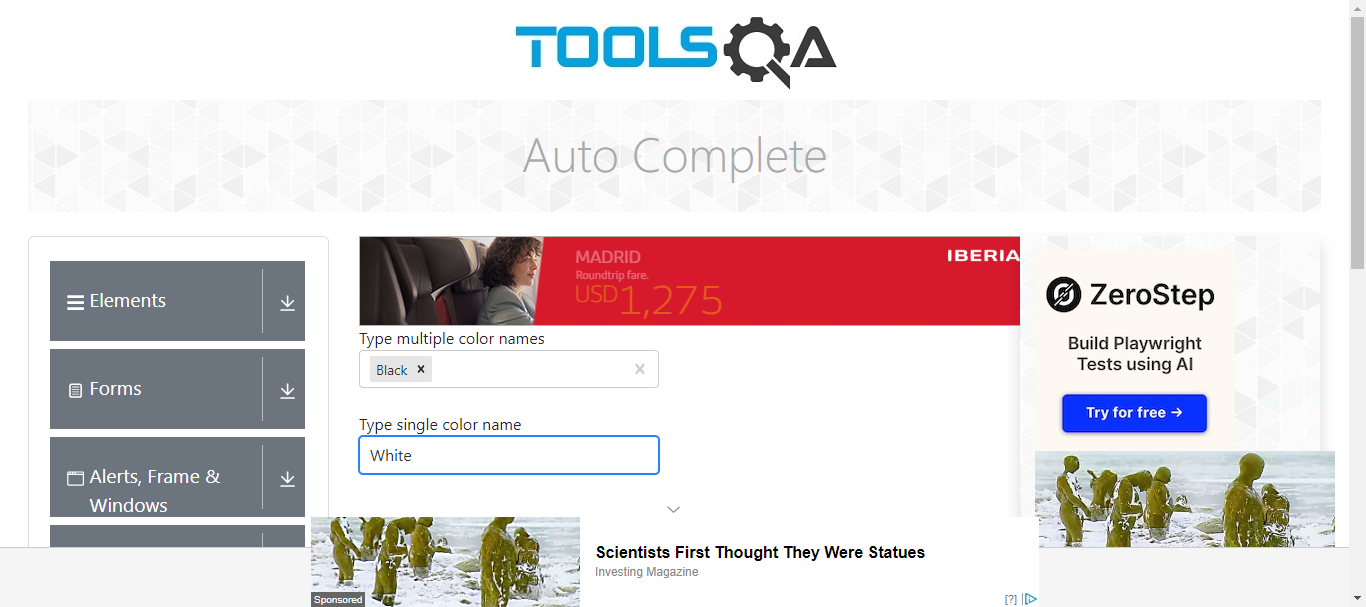 TOOLSQA
Auto Complete
Elements
Forms
Alerts, Frame &
Windows
MADRID
Roundtrip fare.
USD1,275
IBERIA
Type multiple color names
Black ×
Type single color name
White
ZeroStep
Build Playwright
Tests using AI
Try for free →
Scientists First Thought They Were Statues
Investing Magazine
Sponsored
[?]